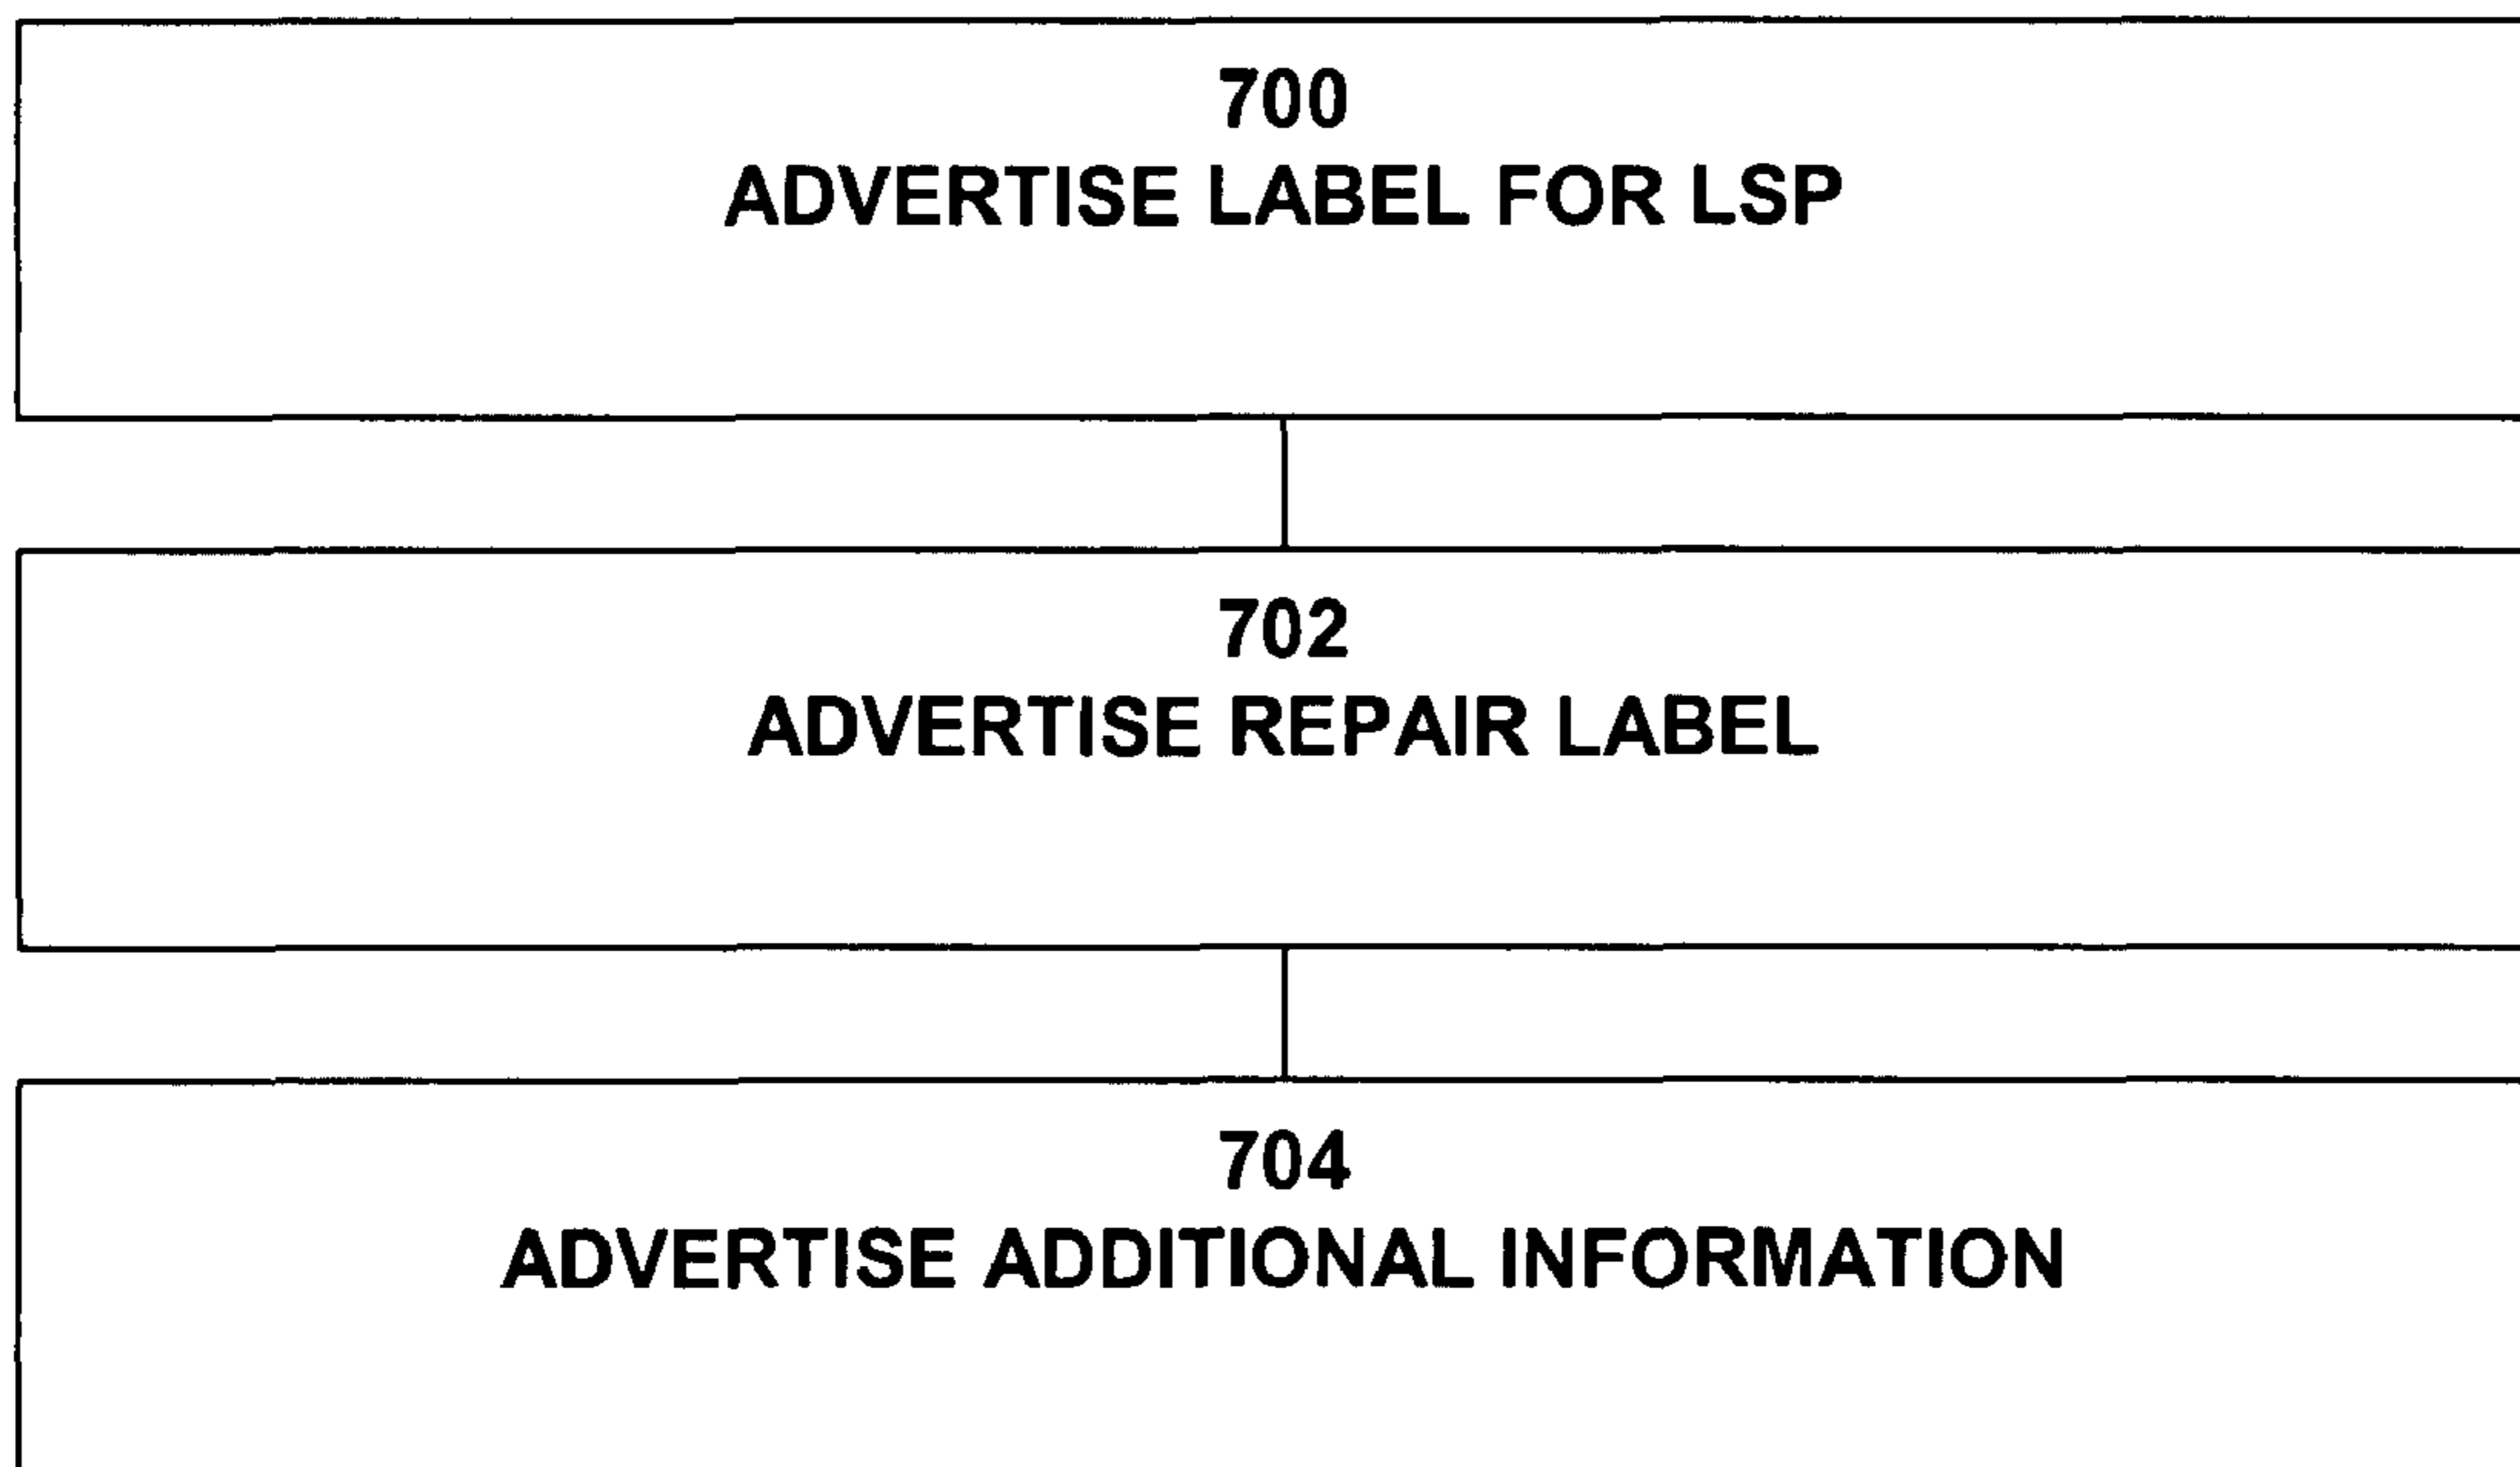 700
ADVERTISE LABEL FOR LSP
702
ADVERTISE REPAIR LABEL
704
ADVERTISE ADDITIONAL INFORMATION